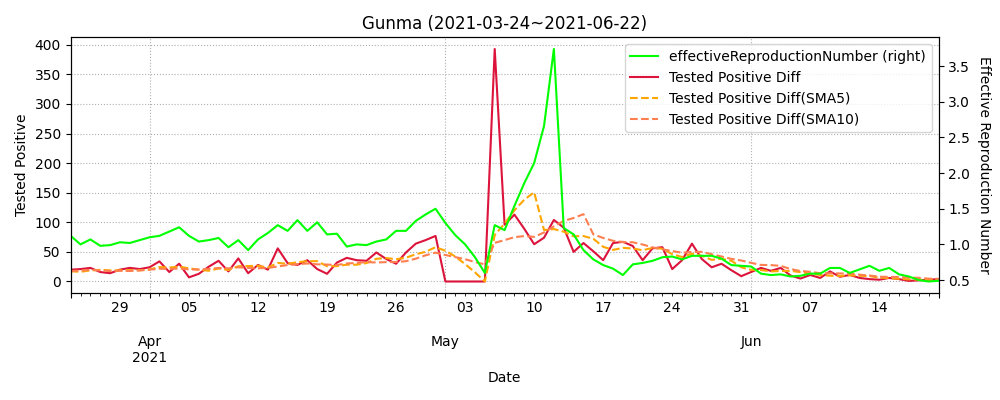 Gunma (2021-03-24~2021-06-22)
effectiveReproductionNumber (right)
Tested Positive Diff
Tested Positive Diff(SMA5)
Tested Positive Diff(SMA10)
Tested Positive
400
350
300
250
200
150
100
50
0
3.5
3.0
2.5
2.0
1.5
1.0
0.5
Effective Reproduction Number
29 05 12 19 26 03 10 17 24 31 07 14
Apr May Jun
2021
Date